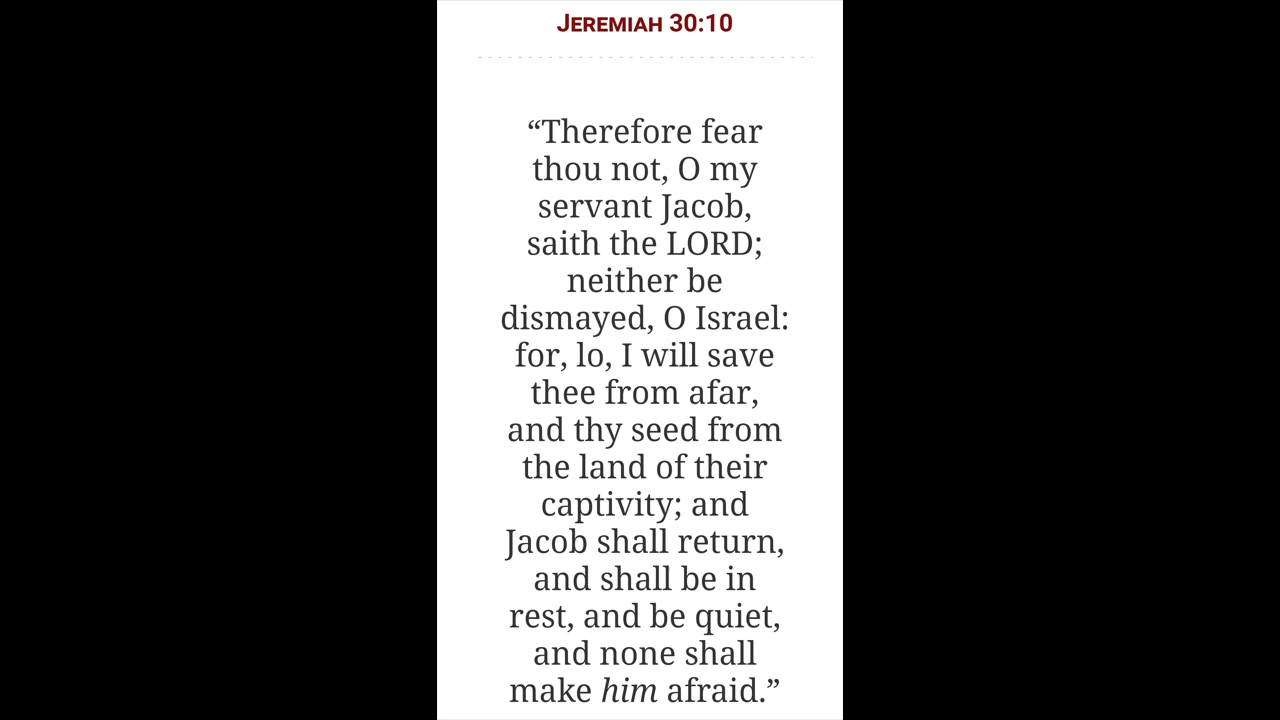 Jeremiah 30:10
“Therefore fear
thou not, O my
servant Jacob,
saith the LORD;
neither be
dismayed, O Israel:
for, lo, I will save
thee from afar,
and thy seed from
the land of their
captivity; and
Jacob shall return,
and shall be in
rest, and be quiet,
and none shall
make him afraid.”